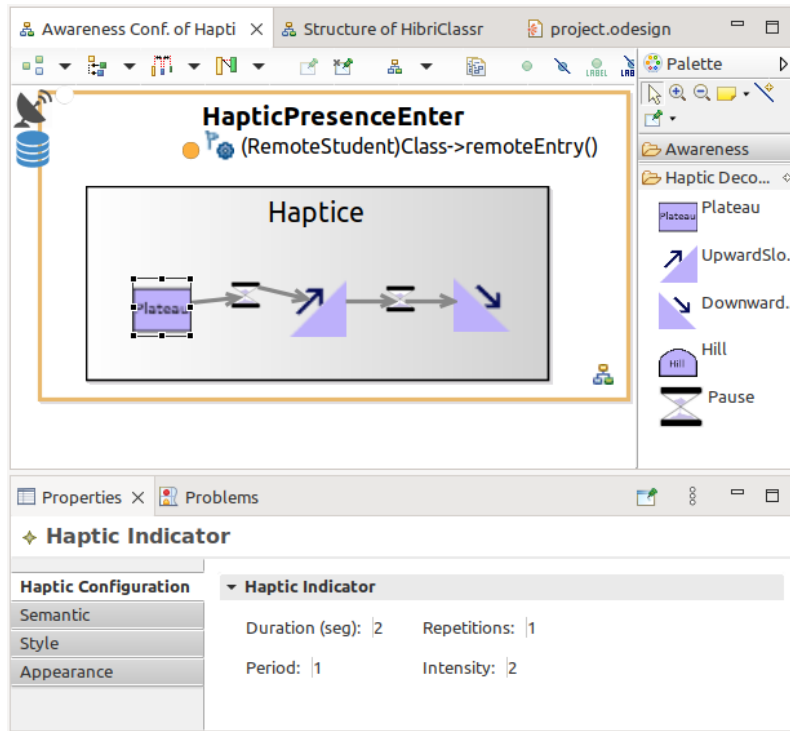 Awareness Conf. of Hapti
Structure of HibriClassr
project.odesign
LABEL
LAB
Palette
HapticPresenceEnter
(RemoteStudent)Class->remoteEntry()
Haptice
Plateau
Awareness
Haptic Deco...
Plateau
Plateau
UpwardSlo.
Downward.
Hill
Hill
Pause
Properties
Problems
Haptic Indicator
Haptic Configuration
Semantic
Style
Appearance
Haptic Indicator
Duration (seg): 2 Repetitions: 1
Period: 1 Intensity: 2